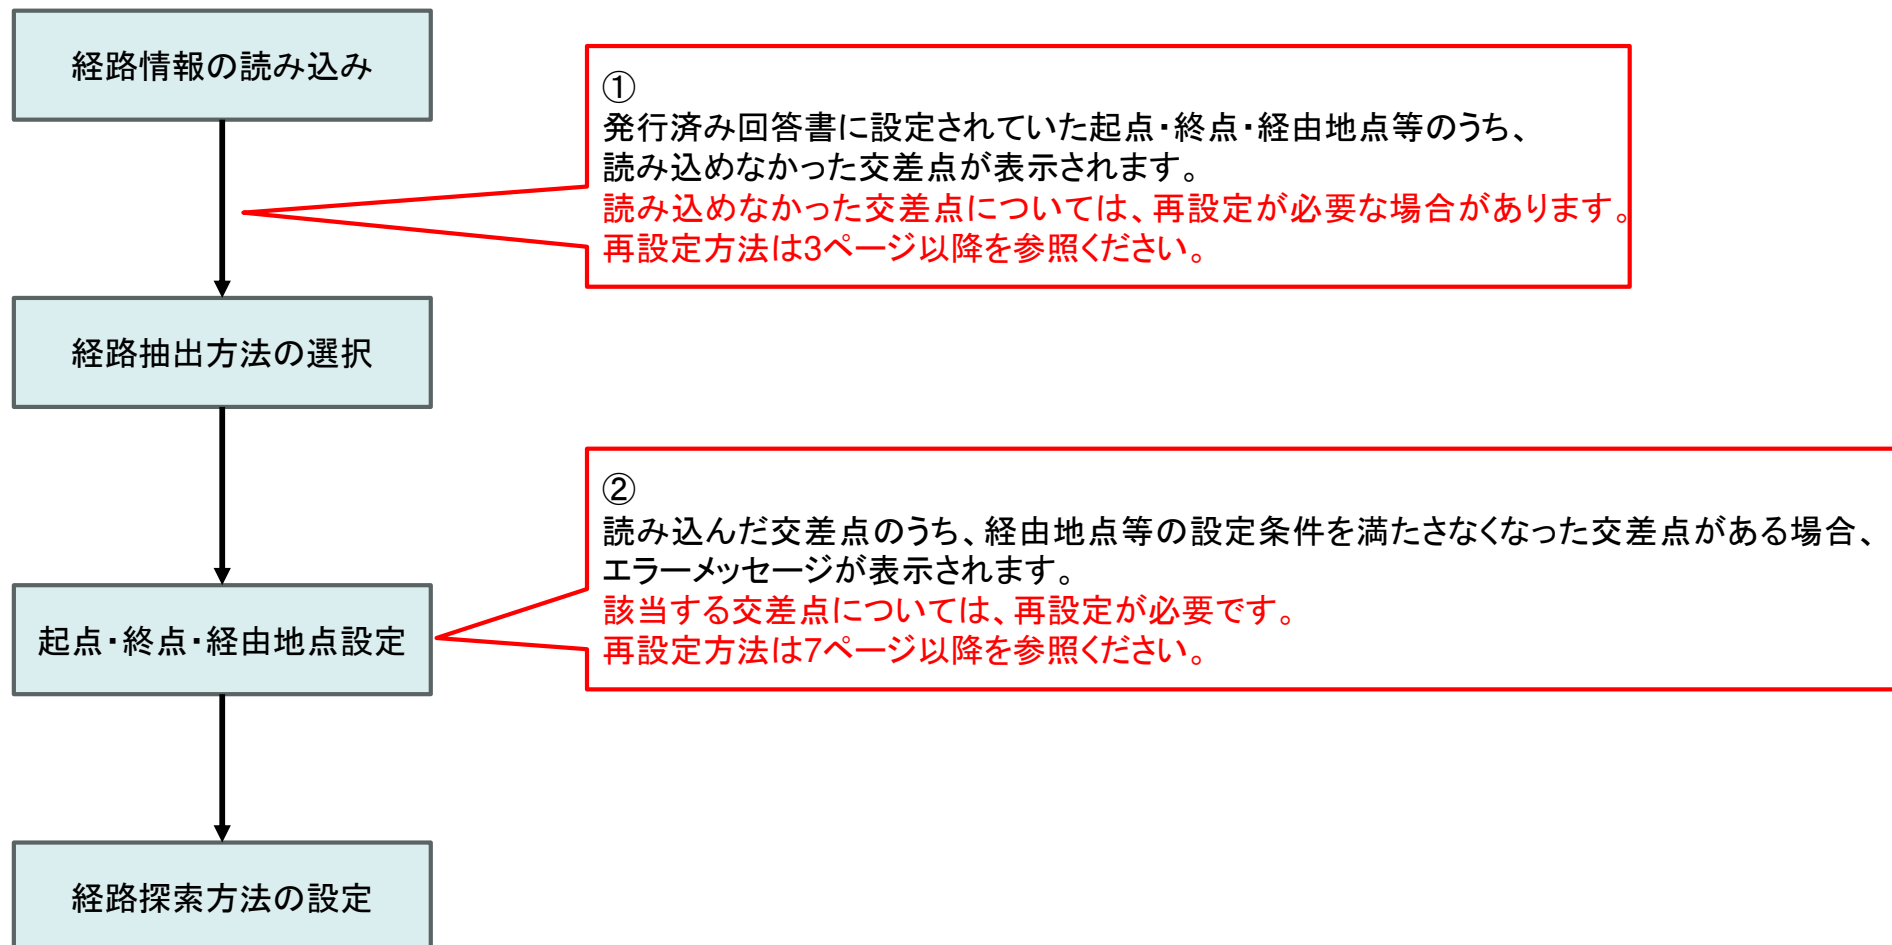 経路情報の読み込み
①
発行済み回答書に設定されていた起点・終点・経由地点等のうち、
読み込めなかった交差点が表示されます。
読み込めなかった交差点については、再設定が必要な場合があります。
再設定方法は3ページ以降を参照ください。
経路抽出方法の選択
②
読み込んだ交差点のうち、経由地点等の設定条件を満たさなくなった交差点がある場合、
エラーメッセージが表示されます。
該当する交差点については、再設定が必要です。
再設定方法は7ページ以降を参照ください。
起点・終点・経由地点設定
経路探索方法の設定